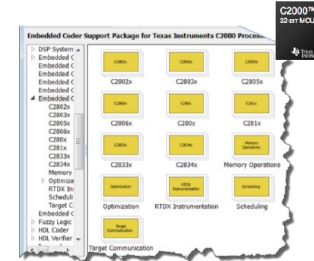 C2000™
32-BIT MCU
Embedded Coder Support Package for Texas Instruments C2000 Process
DSP System
Embedded C
Embedded C
Embedded C
Embedded C
Embedded C
C2802x
C2803x
C2805x
C2806x
C280x
C281x
C2833x
C2834x
Memory
Optimiza
RTDX In
Scheduli
Target C
Embedded C
Fuzzy Logic
HDL Coder
HDL Verifier
C2802x
C2803x
C2805x
C2806x
C280x
C281x
C2833x
C2834x
Memory Operations
Optimization
RTDX Instrumentation
Scheduling
Target Communication